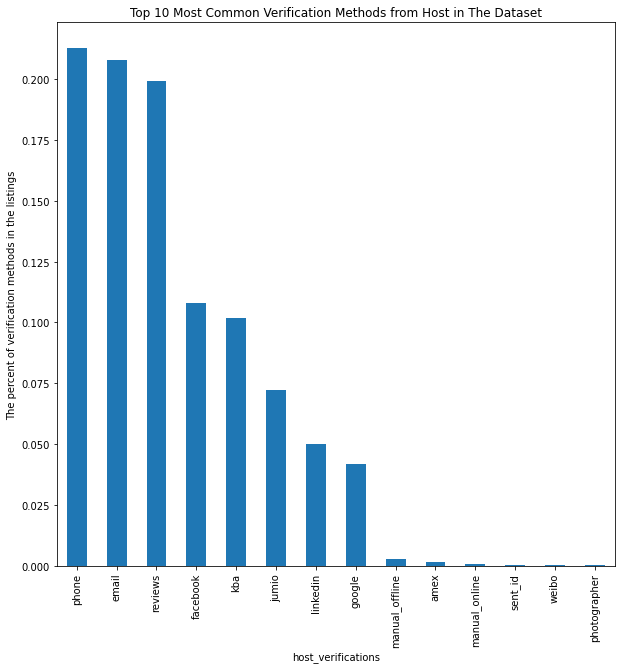 Top 10 Most Common Verification Methods from Host in The Dataset
The percent of verification methods in the listings
0.200
0.175
0.150
0.125
0.100
0.075
0.050
0.025
0.000
phone
email
reviews
facebook
kba
jumio
linkedin
google
manual_offline
amex
manual_online
sent_id
weibo
photographer
host_verifications